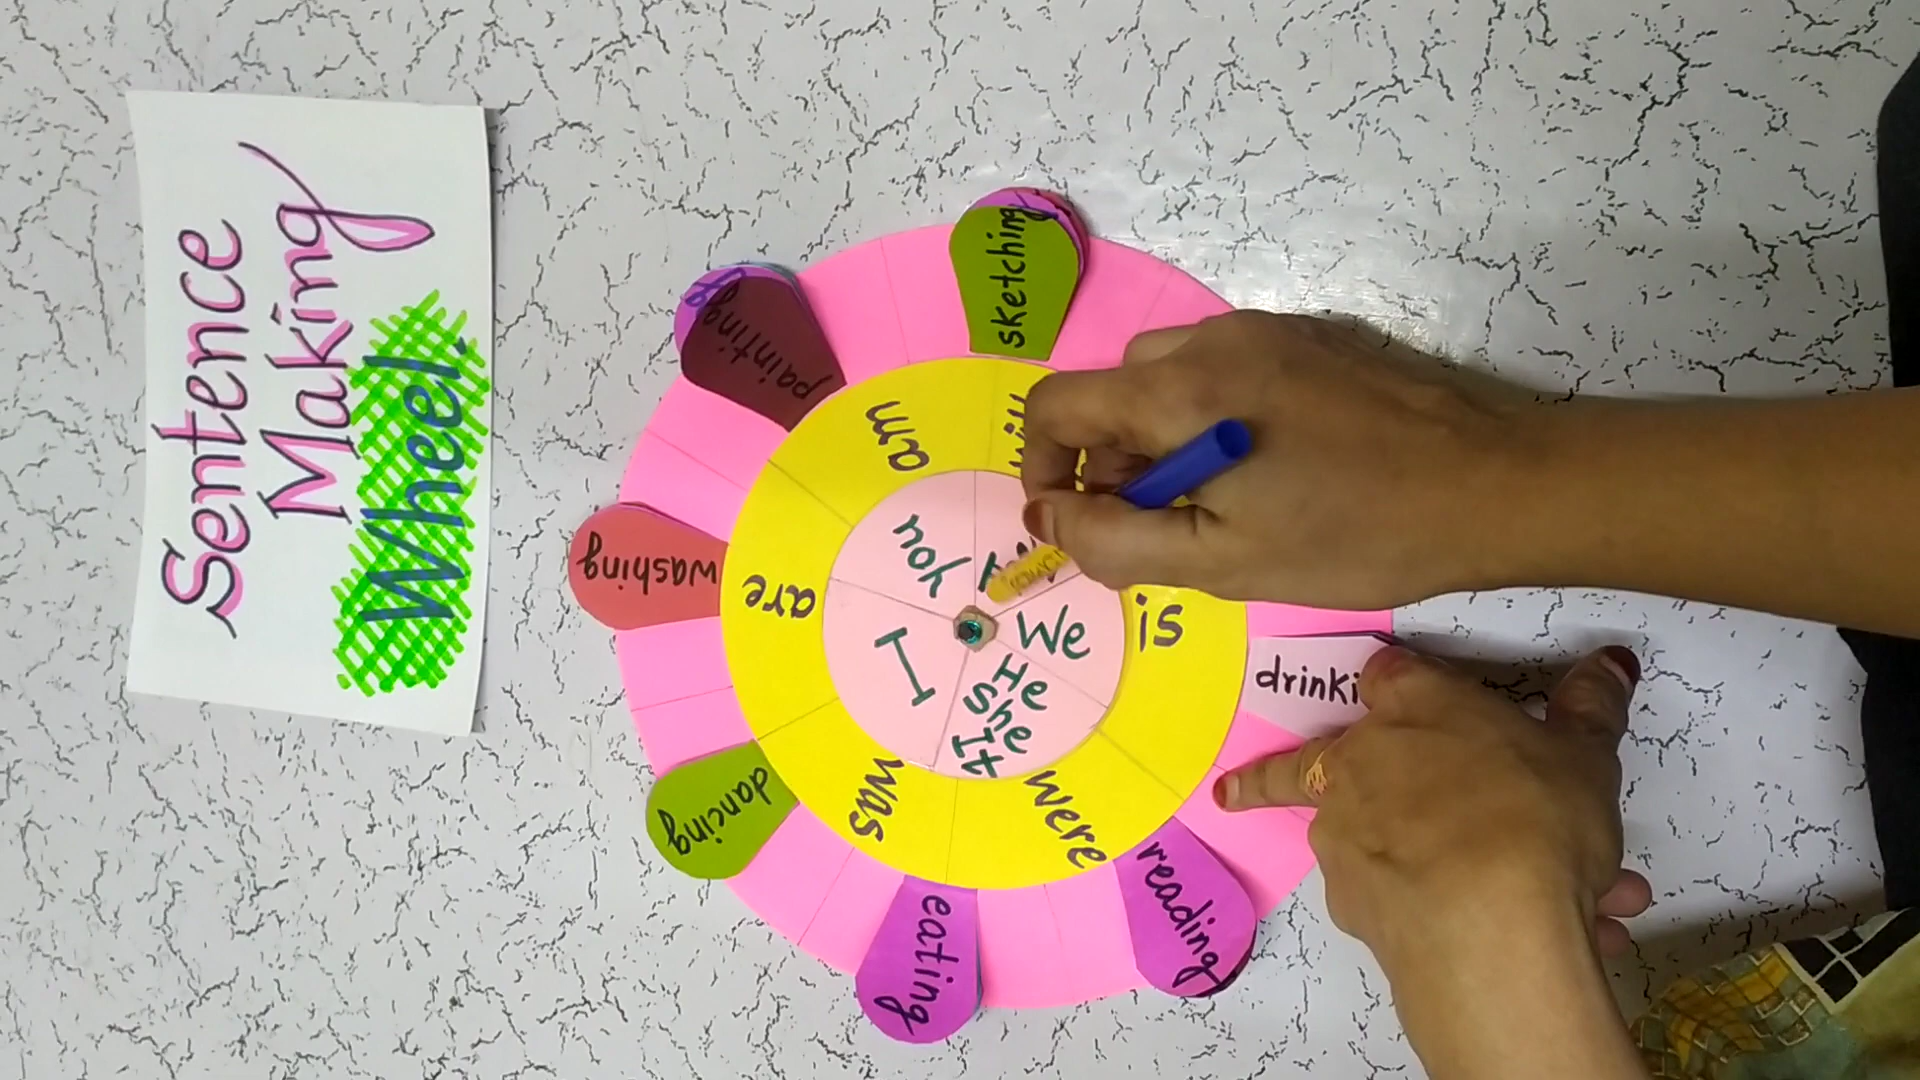 Sentence
Making
Wheel.
sketching
painting
washing
dancing
eating
reading
am
are
was
were
is
You
We
He
She
It
I